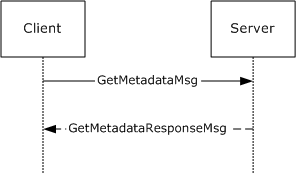 Client
Server
GetMetadataMsg
GetMetadataResponseMsg